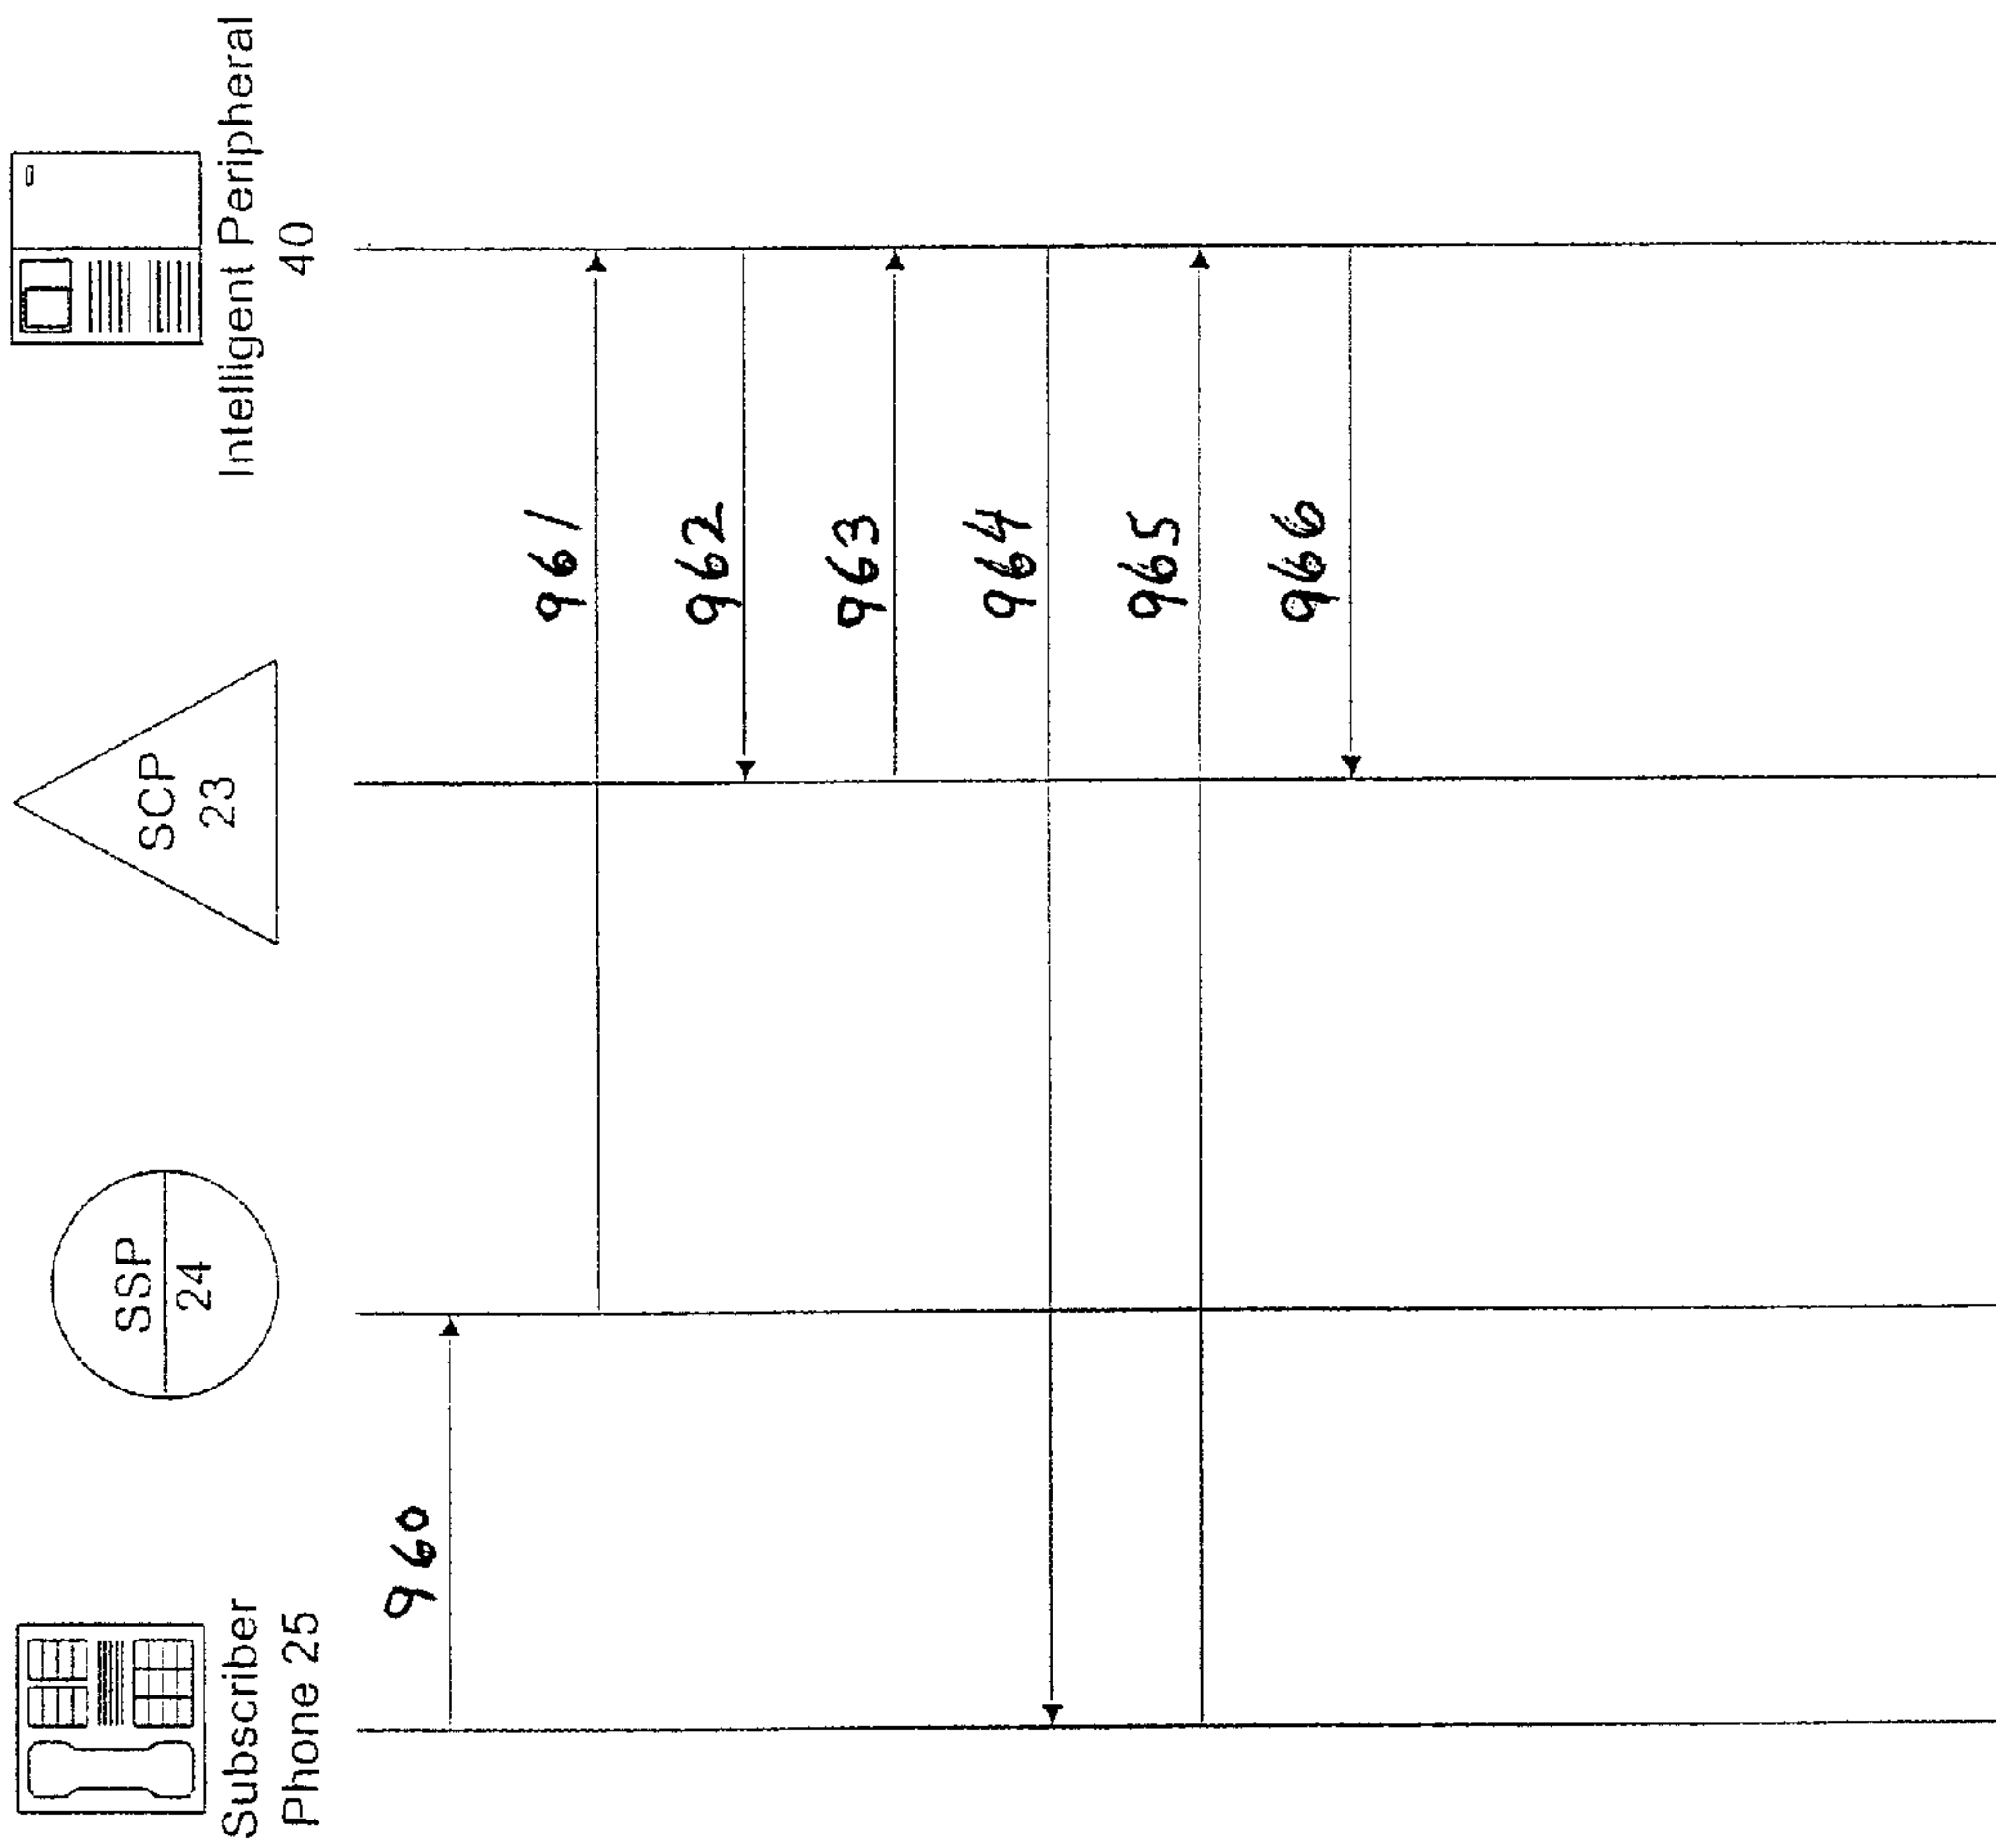 Subscriber
Phone 25
SSP
24
SCP
23
Intelligent Peripheral
40
960
961
962
963
964
965
966